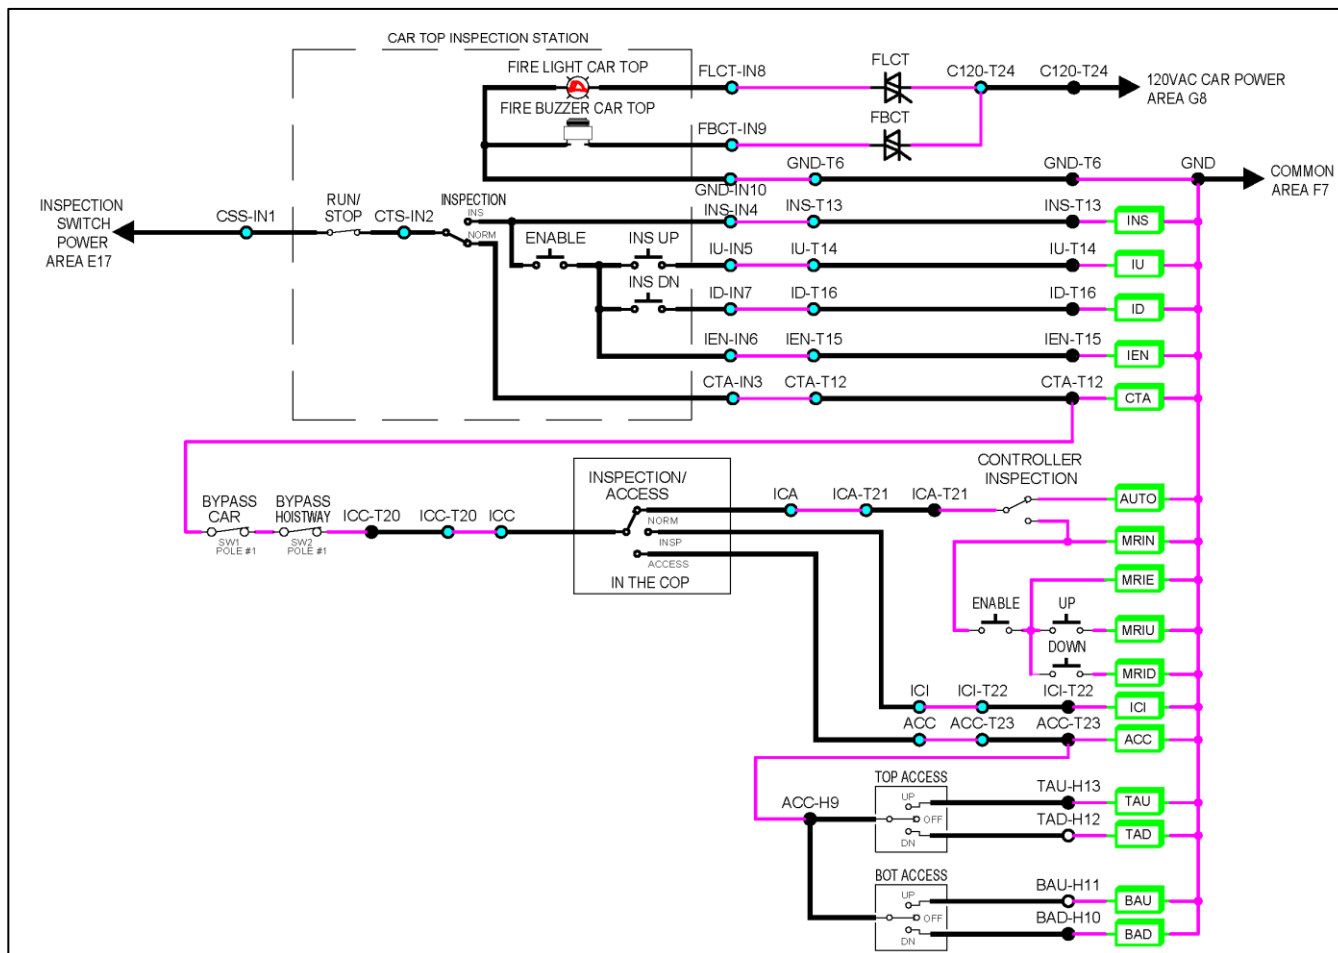 CAR TOP INSPECTION STATION
FIRE LIGHT CAR TOP
FLCT-IN8
FLCT
C120-T24
C120-T24
120VAC CAR POWER
AREA G8
FIRE BUZZER CAR TOP
FBCT-IN9
FBCT
GND-T6
GND-T6
GND
COMMON
AREA F7
GND-IN10
INSPECTION
SWITCH
POWER
AREA E17
CSS-IN1
RUN/
STOP
CTS-IN2
INSPECTION
INS
NORM
INS-IN4
INS-T13
INS-T13
INS
ENABLE
INS UP
IU-IN5
IU-T14
IU-T14
IU
INS DN
ID-IN7
ID-T16
ID-T16
ID
IEN-IN6
IEN-T15
IEN-T15
IEN
CTA-IN3
CTA-T12
CTA-T12
CTA
BYPASS
CAR
SW1
POLE #1
BYPASS
HOISTWAY
SW2
POLE #1
ICC-T20
ICC-T20
ICC
INSPECTION/
ACCESS
NORM
INSP
ACCESS
IN THE COP
ICA
ICA-T21
ICA-T21
CONTROLLER
INSPECTION
AUTO
MRIN
MRIE
ENABLE
UP
MRIU
DOWN
MRID
ICI
ICI-T22
ICI-T22
ICI
ACC
ACC-T23
ACC-T23
ACC
ACC-H9
TOP ACCESS
UP
OFF
DN
TAU-H13
TAU
TAD-H12
TAD
BOT ACCESS
UP
OFF
DN
BAU-H11
BAU
BAD-H10
BAD